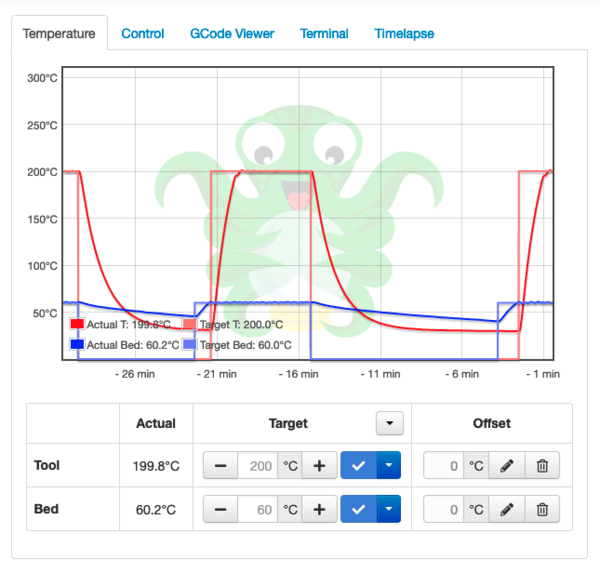 Temperature Control GCode Viewer Terminal Timelapse
300°C
250°C
200°C
150°C
100°C
50°C
Actual T: 199.8°C Target T: 200.0°C
Actual Bed: 60.2°C Target Bed: 60.0°C
- 26 min - 21 min - 16 min - 11 min - 6 min - 1 min
Actual Target Offset
Tool 199.8°C 200 °C 0 °C
Bed 60.2°C 60 °C 0 °C